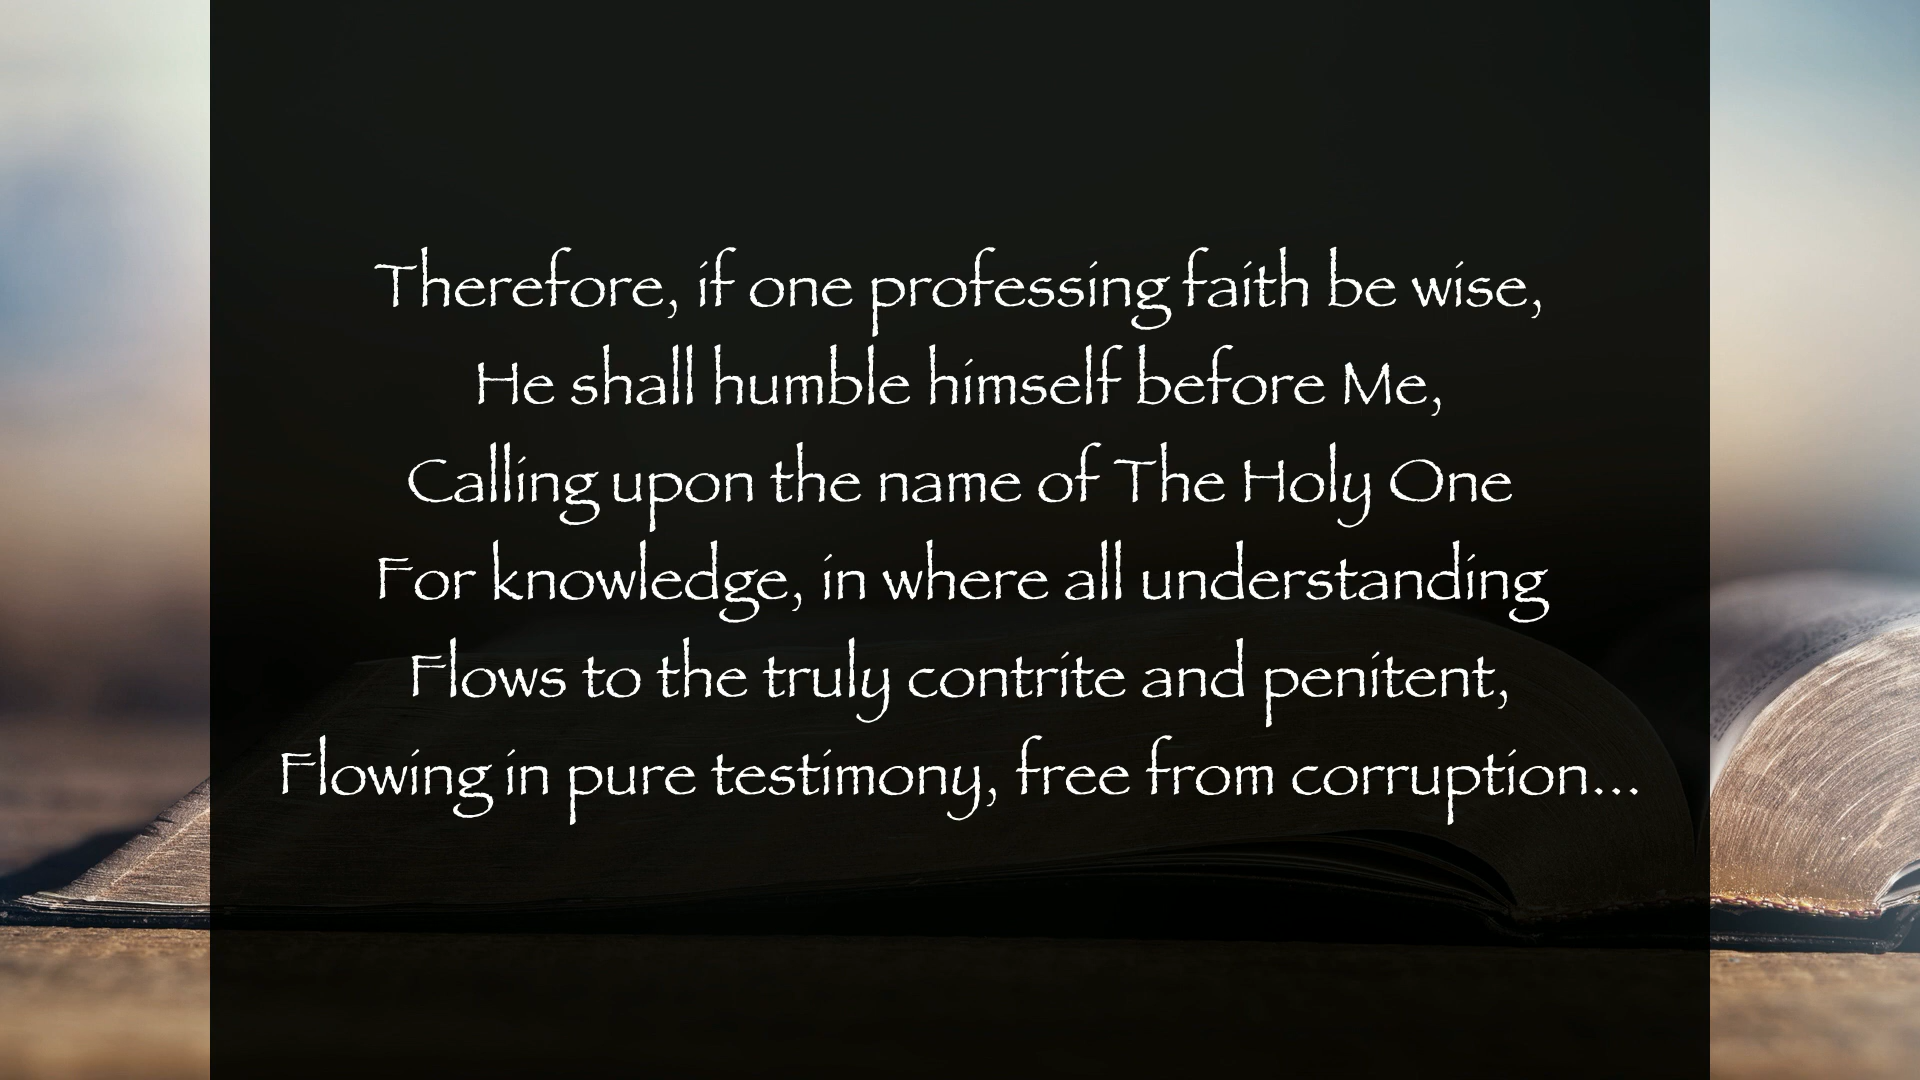 Therefore, if one professing faith be wise,
He shall humble himself before Me,
Calling upon the name of The Holy One
For knowledge, in where all understanding
Flows to the truly contrite and penitent,
Flowing in pure testimony, free from corruption...